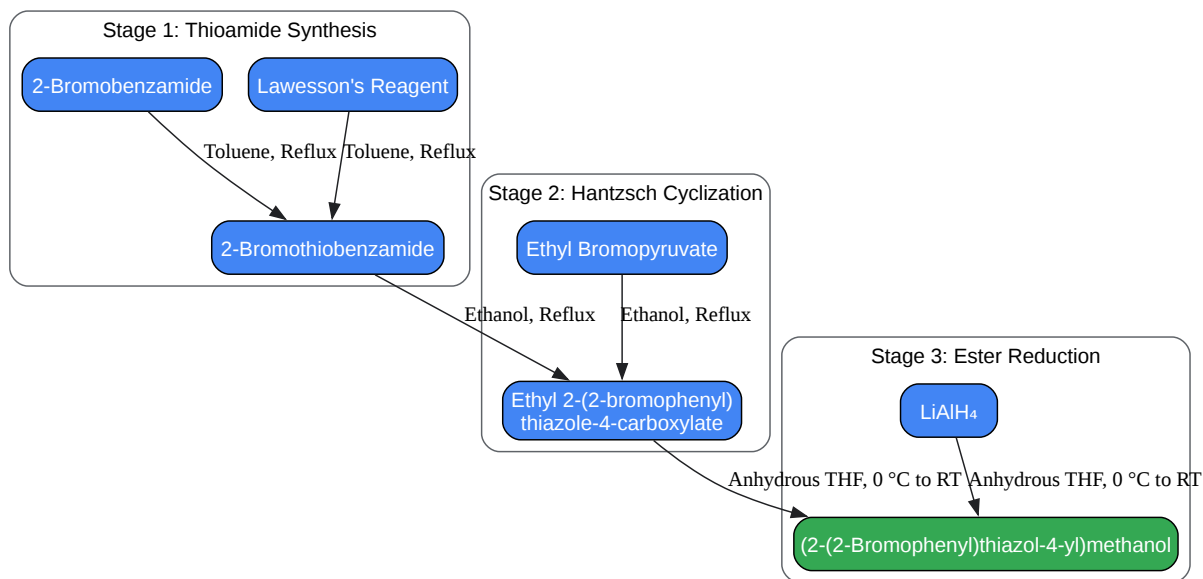 Stage 1: Thioamide Synthesis
2-Bromobenzamide
Lawesson's Reagent
Toluene, Reflux
Toluene, Reflux
2-Bromothiobenzamide
Stage 2: Hantzsch Cyclization
Ethyl Bromopyruvate
Ethanol, Reflux
Ethanol, Reflux
Ethyl 2-(2-bromophenyl)
thiazole-4-carboxylate
Stage 3: Ester Reduction
LiAlH₄
Anhydrous THF, 0 °C to RT
Anhydrous THF, 0 °C to RT
(2-(2-Bromophenyl)thiazol-4-yl)methanol